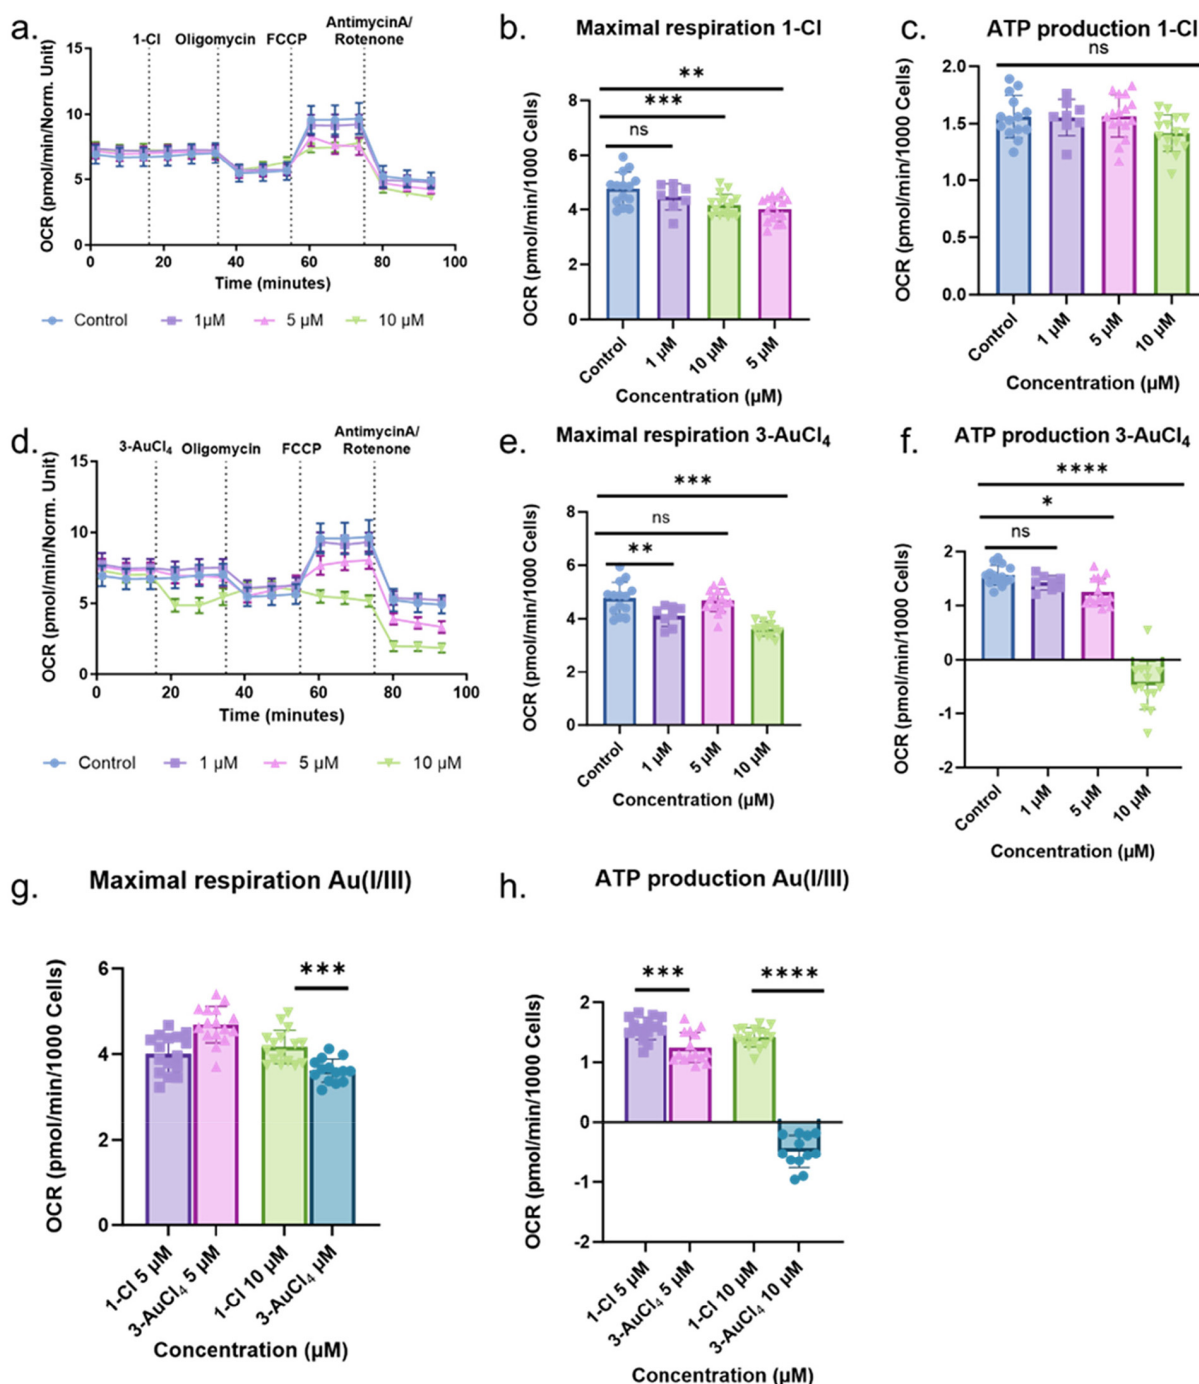 a.
1-Cl Oligomycin FCCP AntimycinA/
Rotenone
OCR (pmol/min/Norm. Unit)
15
10
5
0
0 20 40 60 80 100
Time (minutes)
Control 1µM 5 µM 10 µM
b.
Maximal respiration 1-Cl
**
***
ns
OCR (pmol/min/1000 Cells)
8
6
4
2
0
Control 1 µM 10 µM 5 µM
Concentration (µM)
c.
ATP production 1-Cl
ns
OCR (pmol/min/1000 Cells)
2.0
1.5
1.0
0.5
0.0
Control 1 µM 5 µM 10 µM
Concentration (µM)
d.
3-AuCl₄ Oligomycin FCCP AntimycinA/
Rotenone
OCR (pmol/min/Norm. Unit)
15
10
5
0
0 20 40 60 80 100
Time (minutes)
Control 1 µM 5 µM 10 µM
e.
Maximal respiration 3-AuCl₄
***
ns
**
OCR (pmol/min/1000 Cells)
8
6
4
2
0
Control 1 µM 5 µM 10 µM
Concentration (µM)
f.
ATP production 3-AuCl₄
****
*
ns
OCR (pmol/min/1000 Cells)
2
1
0
-1
-2
Control 1 µM 5 µM 10 µM
Concentration (µM)
g.
Maximal respiration Au(I/III)
***
OCR (pmol/min/1000 Cells)
6
4
2
0
1-Cl 5 µM 3-AuCl₄ 5 µM 1-Cl 10 µM 3-AuCl₄ µM
Concentration (µM)
h.
ATP production Au(I/III)
***
****
OCR (pmol/min/1000 Cells)
2
1
0
-1
-2
1-Cl 5 µM 3-AuCl₄ 5 µM 1-Cl 10 µM 3-AuCl₄ 10 µM
Concentration (µM)